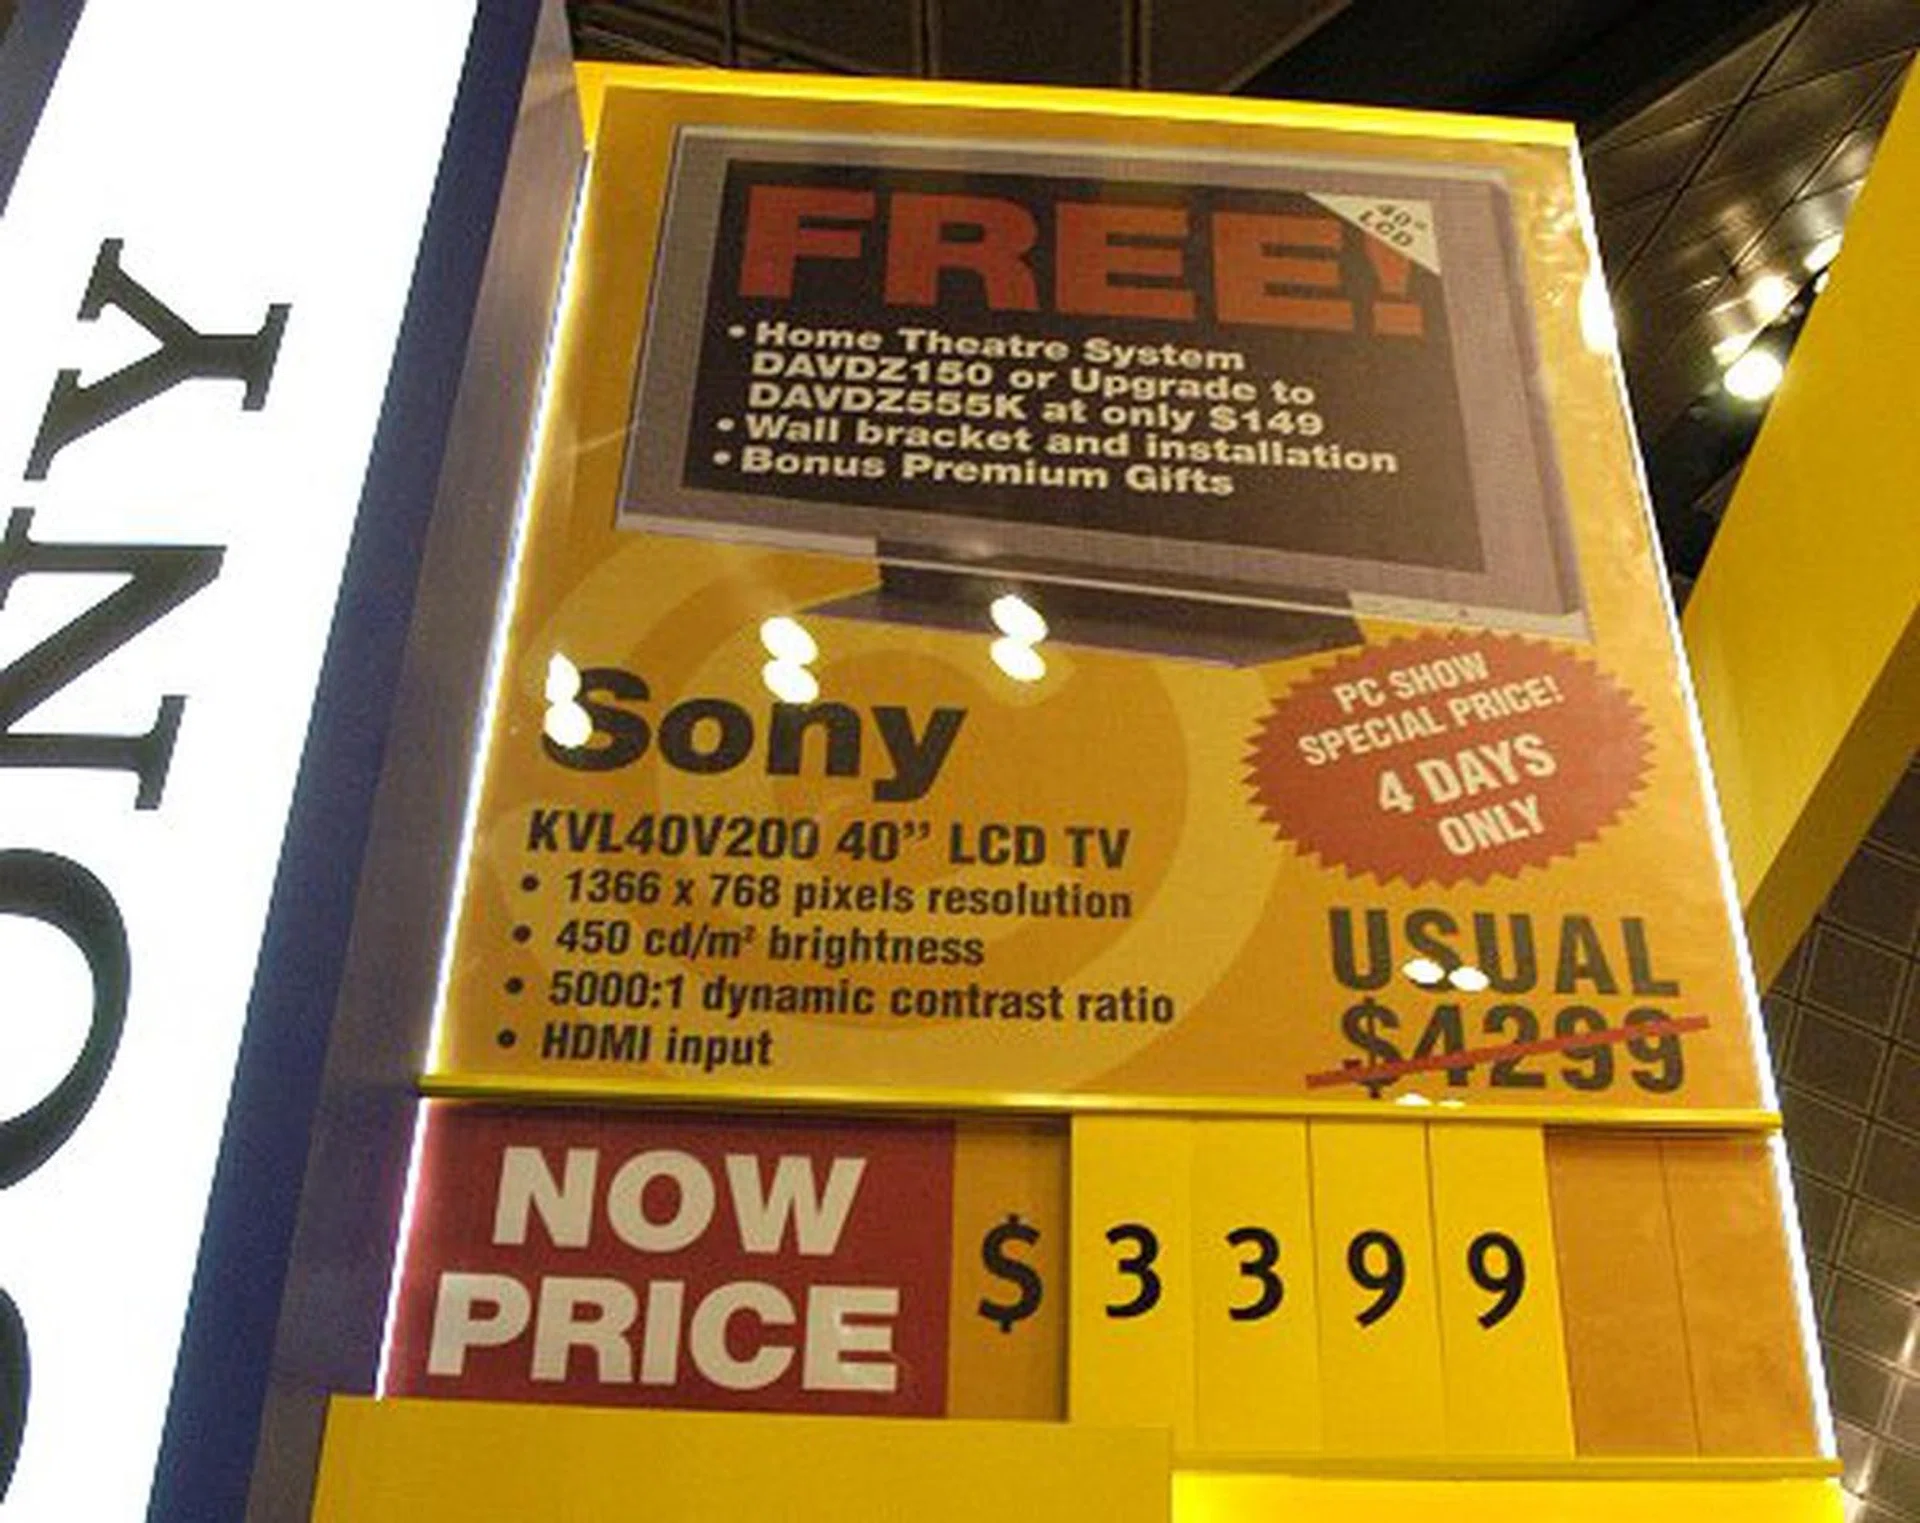 SONY
FREE!
40"
LCD
• Home Theatre System
DAVDZ150 or Upgrade to
DAVDZ555K at only $149
• Wall bracket and installation
• Bonus Premium Gifts
Sony
PC SHOW
SPECIAL PRICE!
4 DAYS
ONLY
KVL40V200 40” LCD TV
• 1366 x 768 pixels resolution
• 450 cd/m² brightness
• 5000:1 dynamic contrast ratio
• HDMI input
USUAL
$4299
NOW
PRICE
$3399